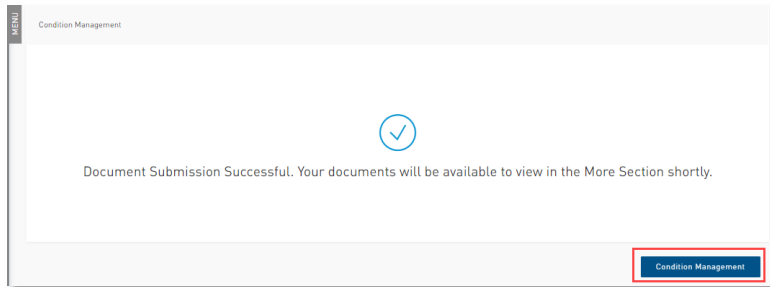 MENU
Condition Management
Document Submission Successful. Your documents will be available to view in the More Section shortly.
Condition Management